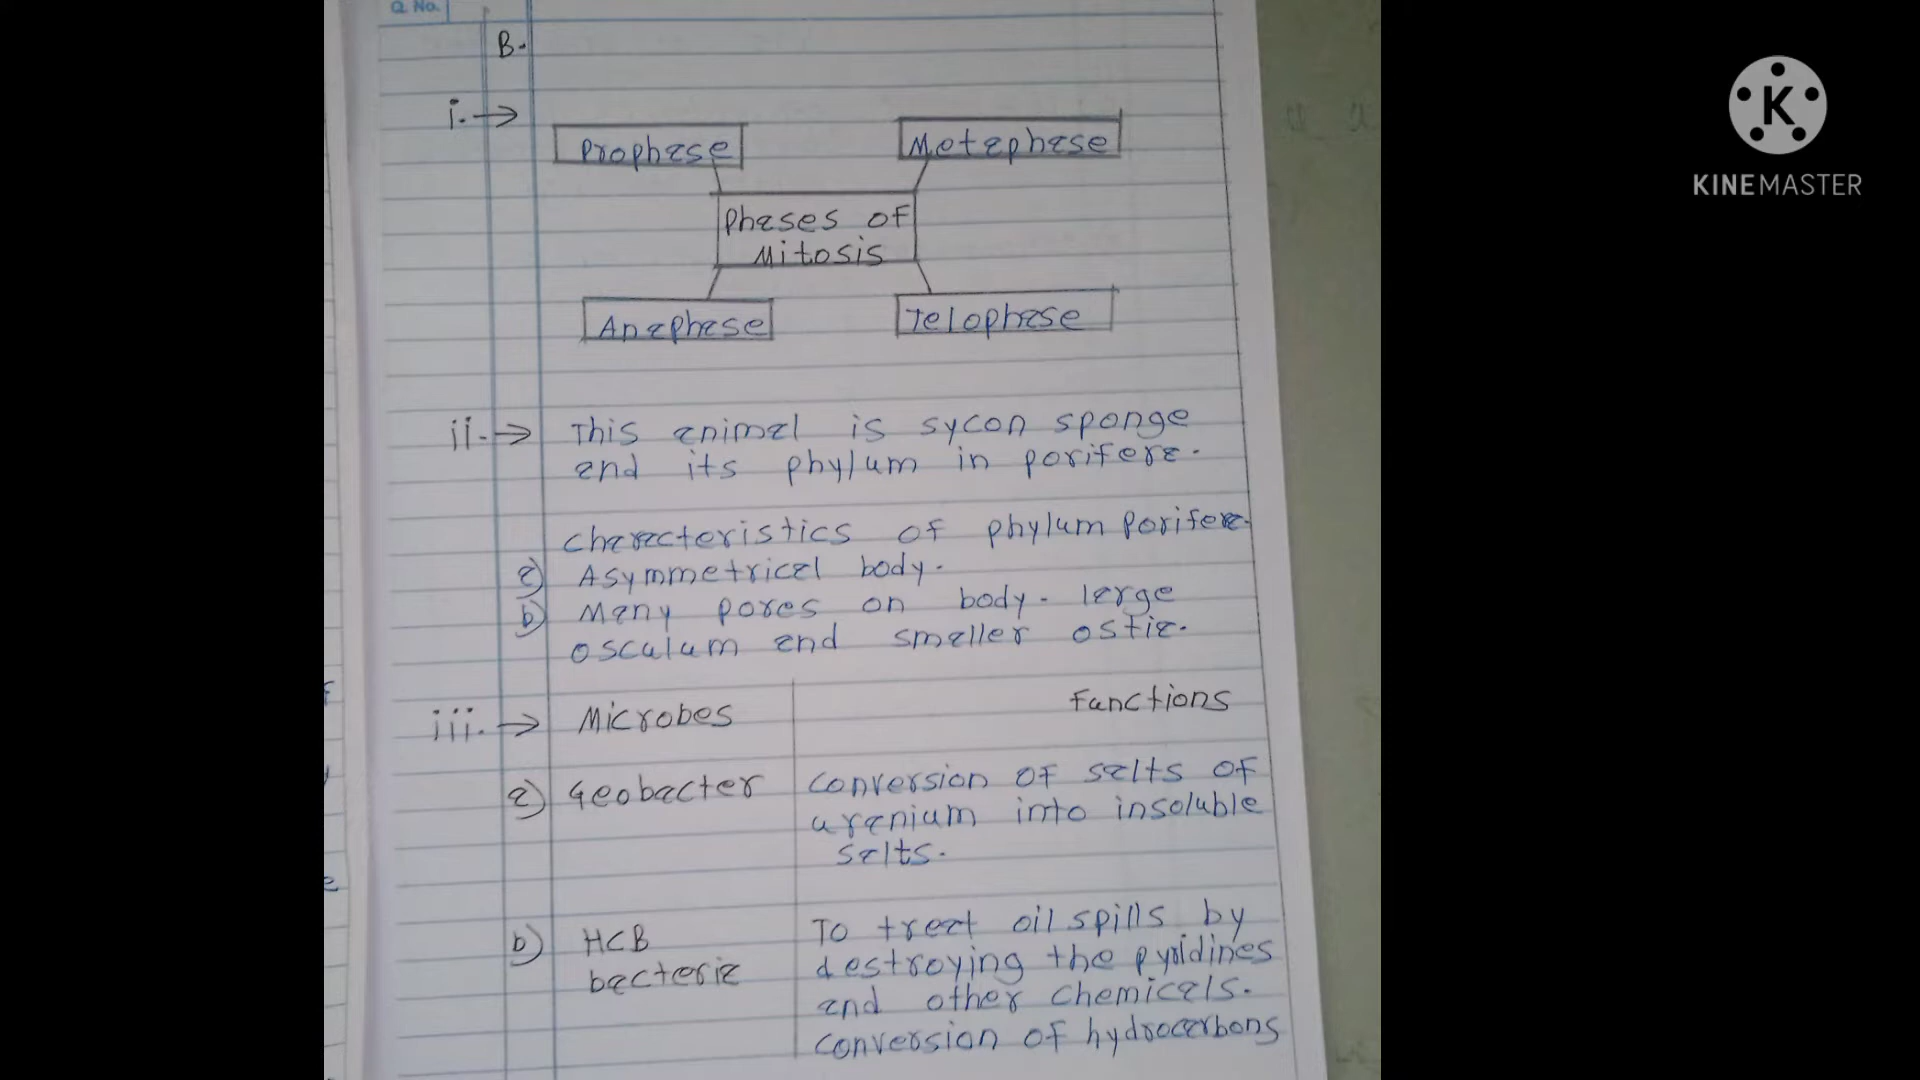 Q No.
B.
i. →
Prophase
Metaphase
Phases of
Mitosis
Anaphase
Telophase
ii. → This animal is sycon sponge
and its phylum in porifera.
characteristics of phylum Porifera.
a) Asymmetrical body.
b) Many pores on body. large
osculum and smaller ostia.
iii. → Microbes Functions
a) Geobacter conversion of salts of
uranium into insoluble
salts.
b) HCB To treat oil spills by
bacteria destroying the pyridines
and other chemicals.
conversion of hydrocarbons
K
KINEMASTER